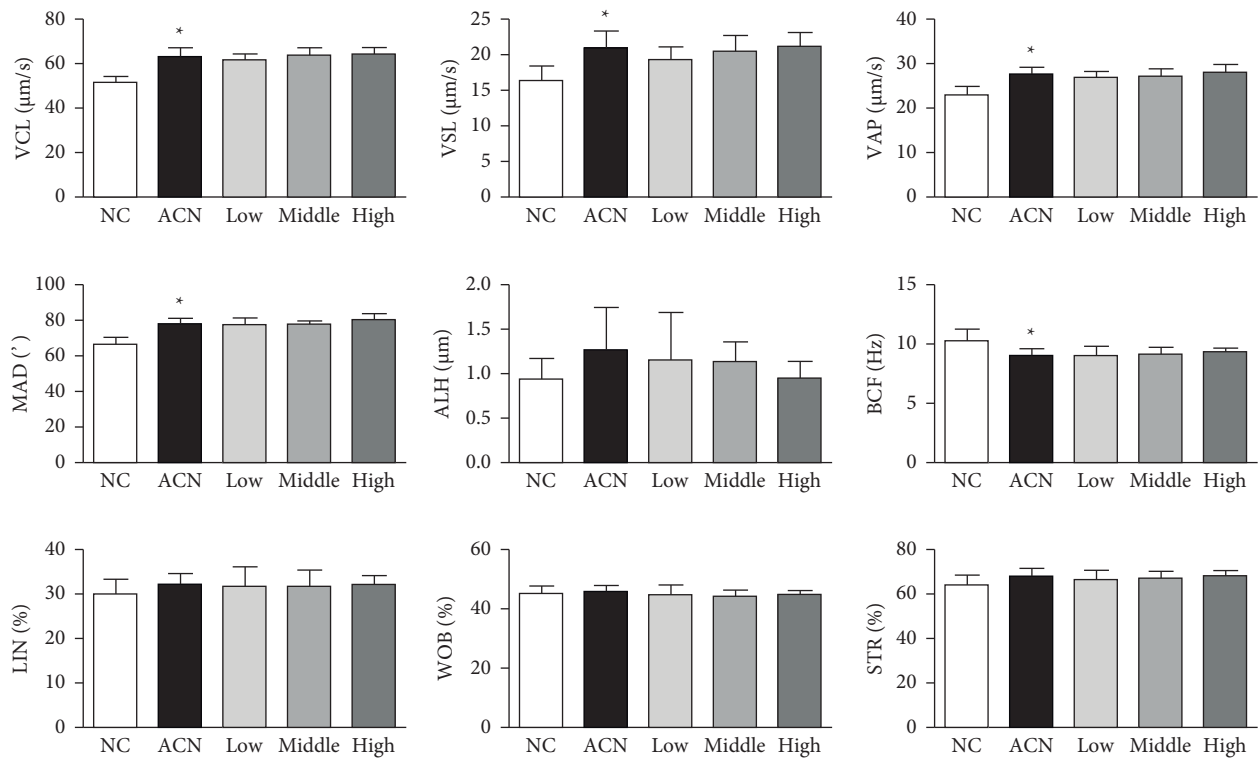 VCL (μm/s)
80
60
40
20
0
*
NC ACN Low Middle High
VSL (μm/s)
25
20
15
10
5
0
*
NC ACN Low Middle High
VAP (μm/s)
40
30
20
10
0
*
NC ACN Low Middle High
MAD (’)
100
80
60
40
20
0
*
NC ACN Low Middle High
ALH (μm)
2.0
1.5
1.0
0.5
0.0
NC ACN Low Middle High
BCF (Hz)
15
10
5
0
*
NC ACN Low Middle High
LIN (%)
40
30
20
10
0
NC ACN Low Middle High
WOB (%)
60
40
20
0
NC ACN Low Middle High
STR (%)
80
60
40
20
0
NC ACN Low Middle High